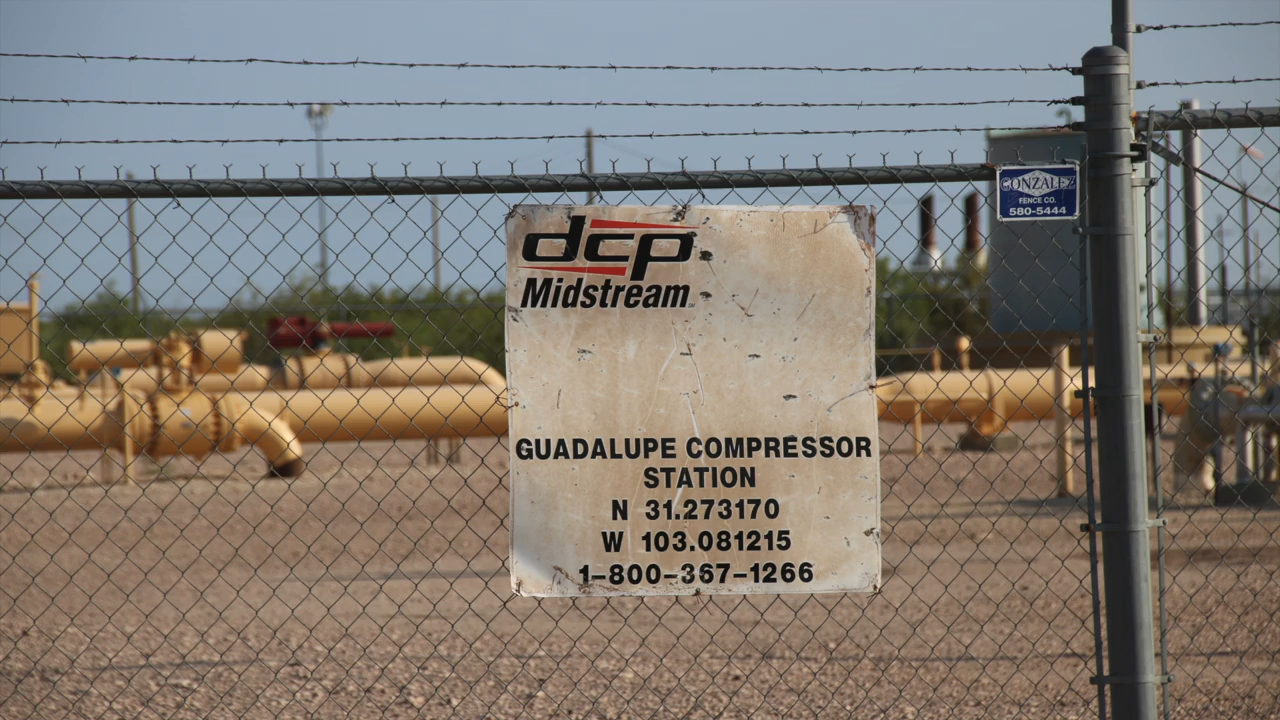 dcp
Midstream
GUADALUPE COMPRESSOR
STATION
N 31.273170
W 103.081215
1-800-367-1266
GONZALEZ
FENCE CO.
580-5444